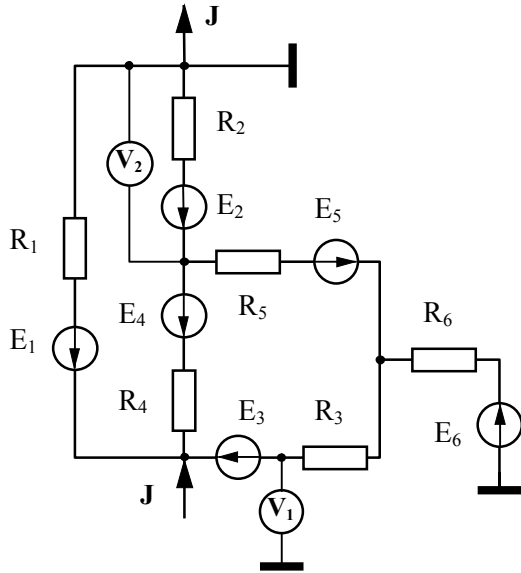 J
R₂
V₂
E₂
E₅
R₁
R₅
E₄
R₆
E₁
R₄
E₃
R₃
E₆
J
V₁